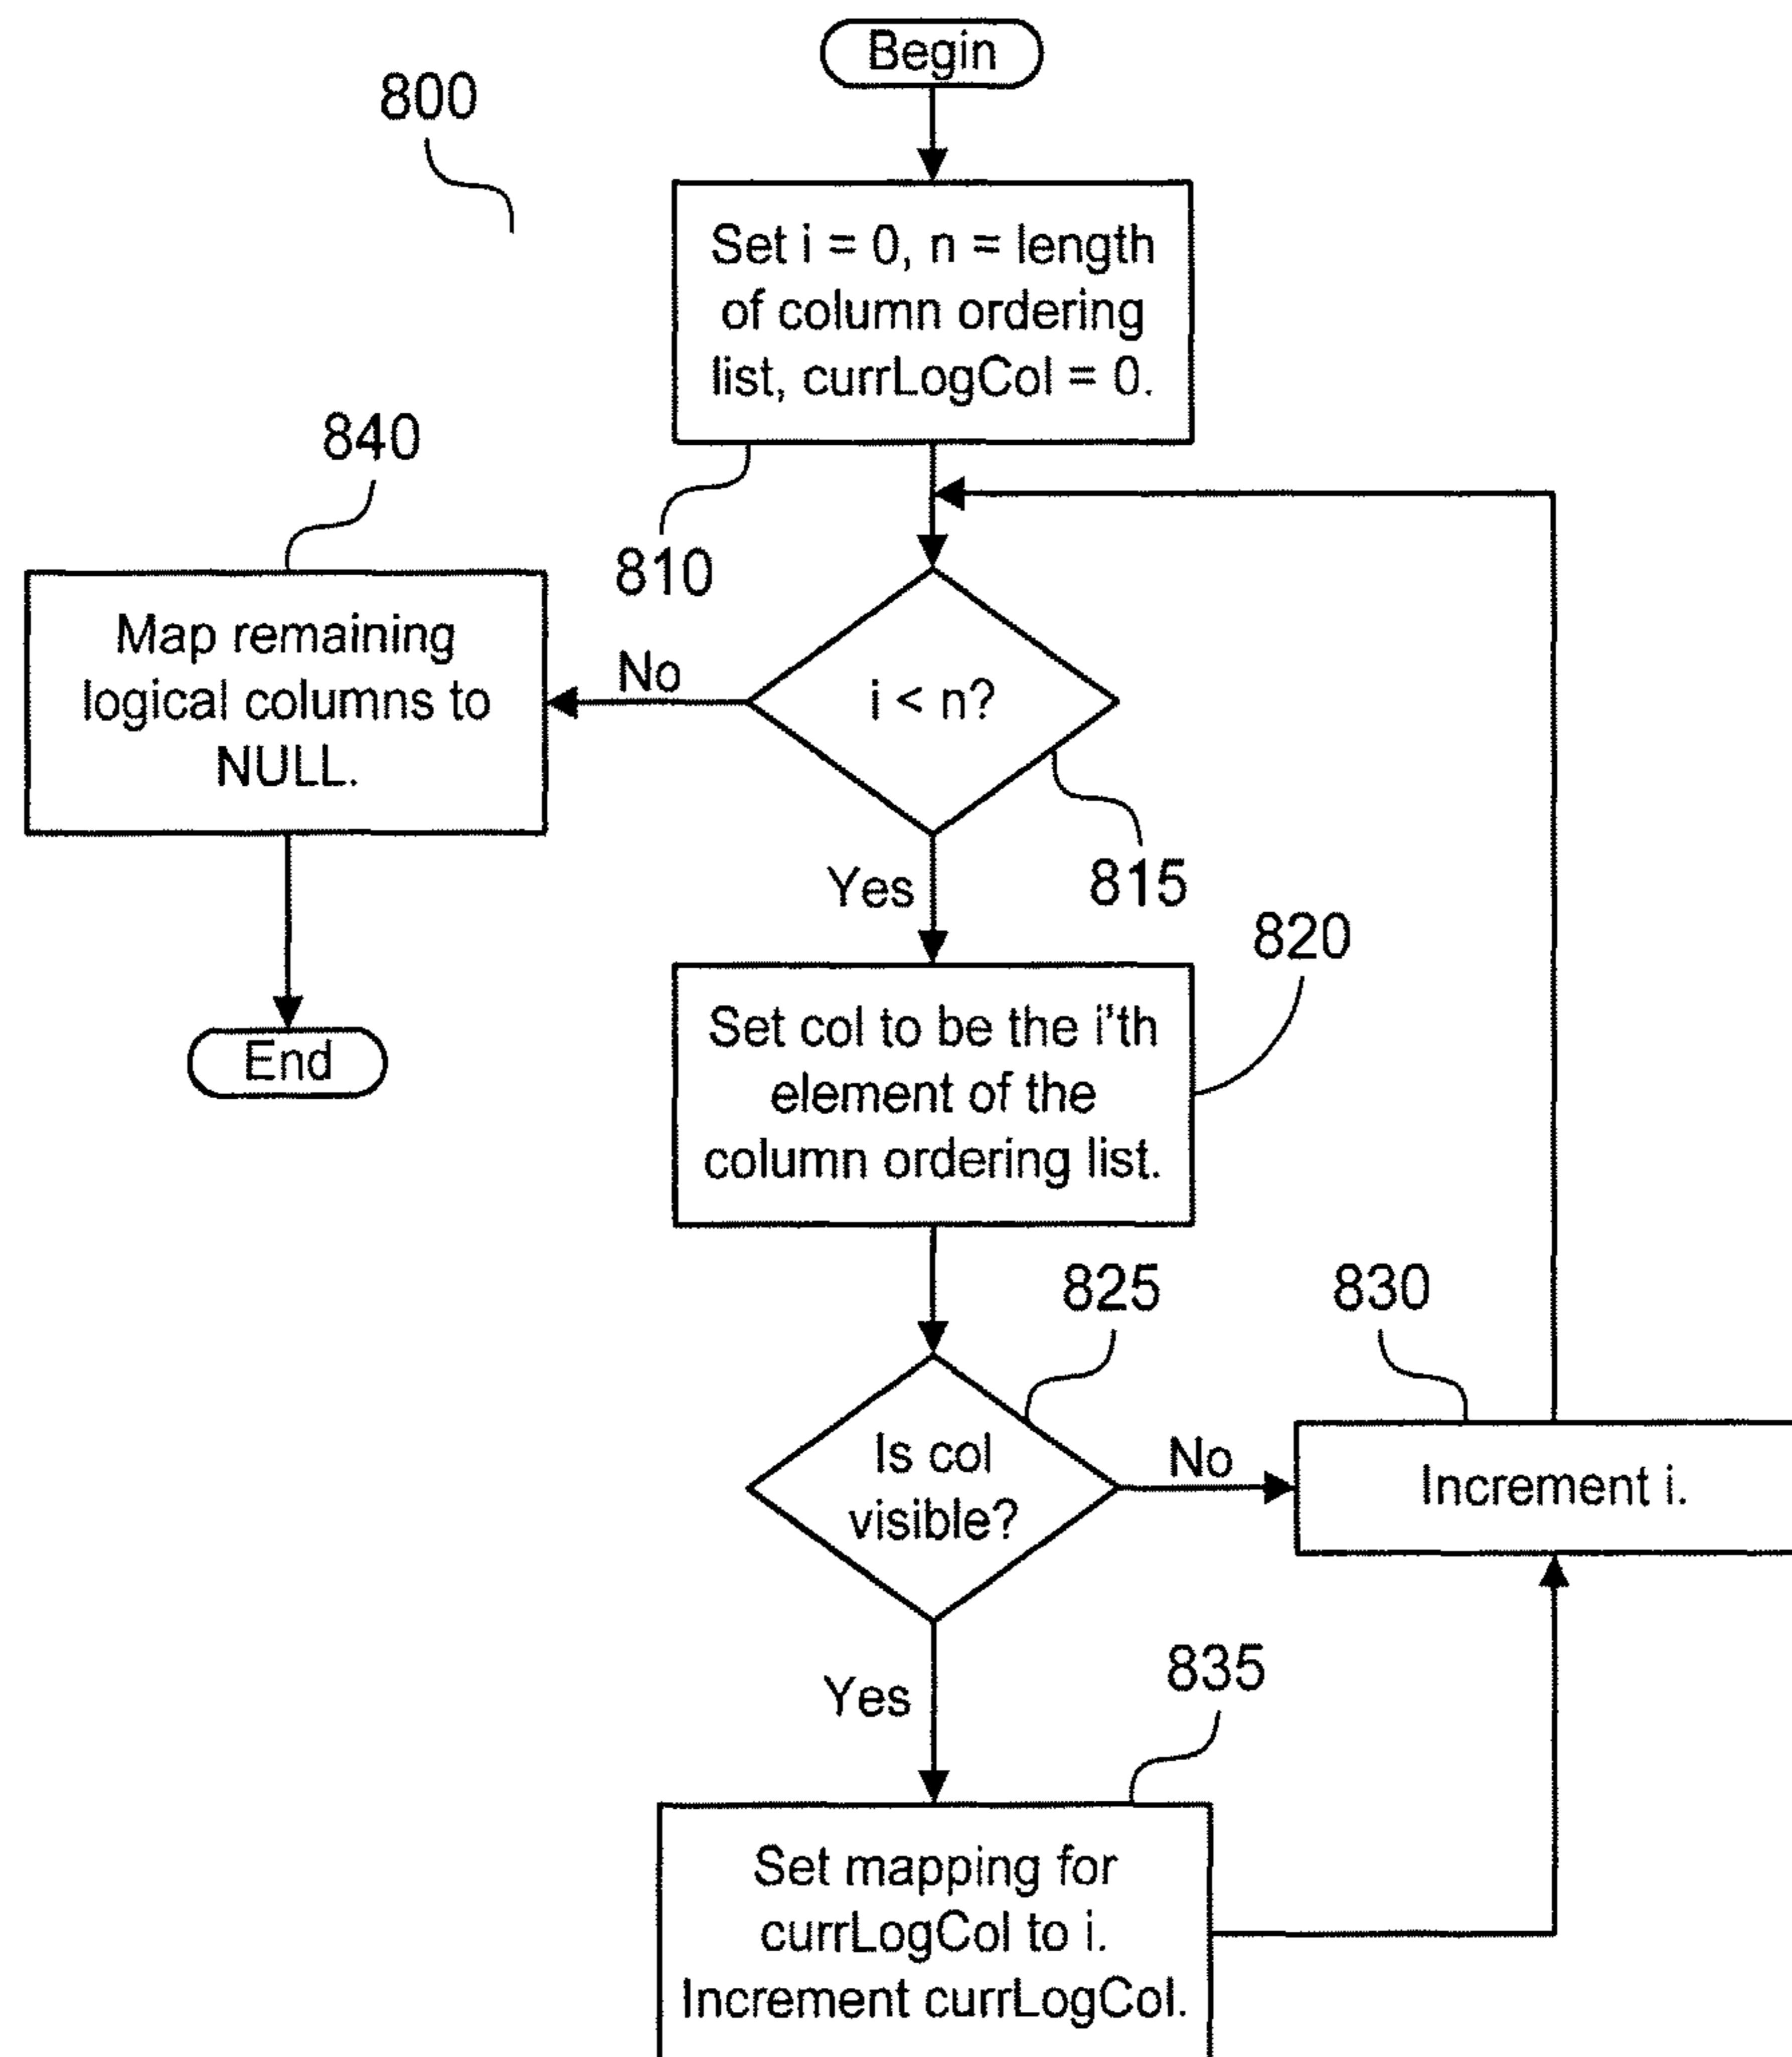 Begin
800
Set i = 0, n = length
of column ordering
list, currLogCol = 0.
840
810
Map remaining
logical columns to
NULL.
No
i < n?
Yes
815
820
End
Set col to be the i'th
element of the
column ordering list.
825
830
Is col
visible?
No
Increment i.
Yes
835
Set mapping for
currLogCol to i.
Increment currLogCol.